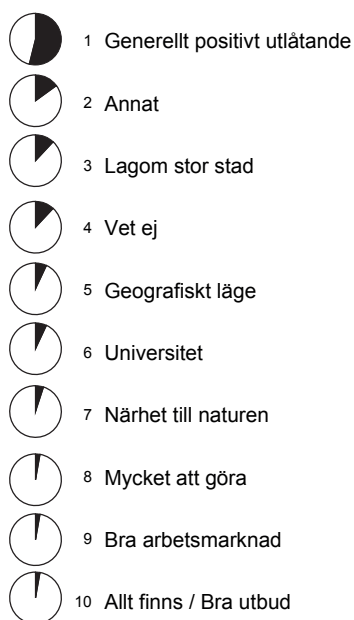 1 Generellt positivt utlåtande
2 Annat
3 Lagom stor stad
4 Vet ej
5 Geografiskt läge
6 Universitet
7 Närhet till naturen
8 Mycket att göra
9 Bra arbetsmarknad
10 Allt finns / Bra utbud